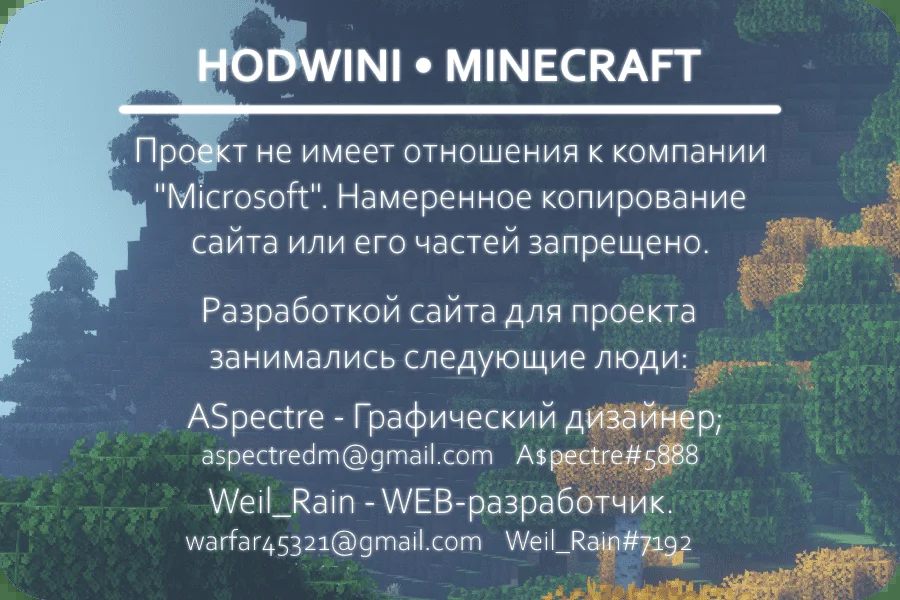 HODWINI • MINECRAFT
Проект не имеет отношения к компании
"Microsoft". Намеренное копирование
сайта или его частей запрещено.
Разработкой сайта для проекта
занимались следующие люди:
ASpectre - Графический дизайнер;
aspectredm@gmail.com A$pectre#5888
Weil_Rain - WEB-разработчик.
warfar45321@gmail.com Weil_Rain#7192